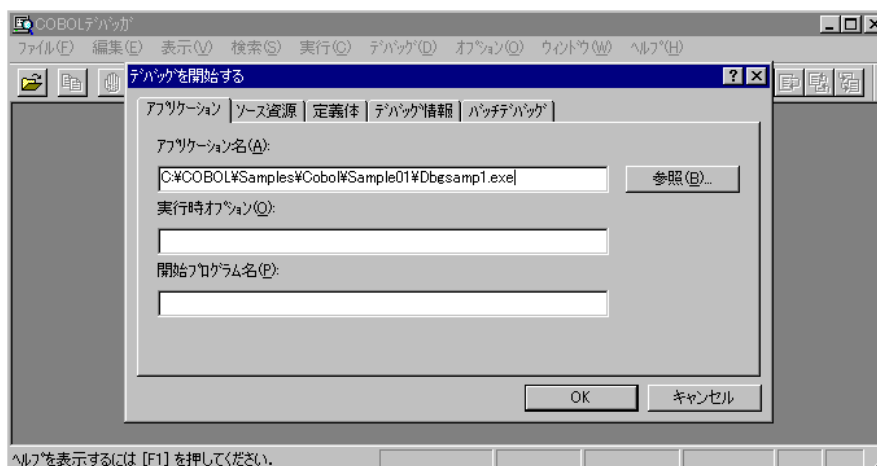 COBOLﾃﾞﾊﾞｯｶﾞ
ﾌｧｲﾙ(F) 編集(E) 表示(V) 検索(S) 実行(C) ﾃﾞﾊﾞｯｸﾞ(D) ｵﾌﾟｼｮﾝ(O) ｳｨﾝﾄﾞｳ(W) ﾍﾙﾌﾟ(H)
ﾃﾞﾊﾞｯｸﾞを開始する
ｱﾌﾟﾘｹｰｼｮﾝ ｿｰｽ資源 定義体 ﾃﾞﾊﾞｯｸﾞ情報 ﾊﾞｯﾁﾃﾞﾊﾞｯｸﾞ
ｱﾌﾟﾘｹｰｼｮﾝ名(A):
C:¥COBOL¥Samples¥Cobol¥Sample01¥Dbgsamp1.exe 参照(B)...
実行時ｵﾌﾟｼｮﾝ(O):
開始ﾌﾟﾛｸﾞﾗﾑ名(P):
OK ｷｬﾝｾﾙ
ﾍﾙﾌﾟを表示するには [F1] を押してください.